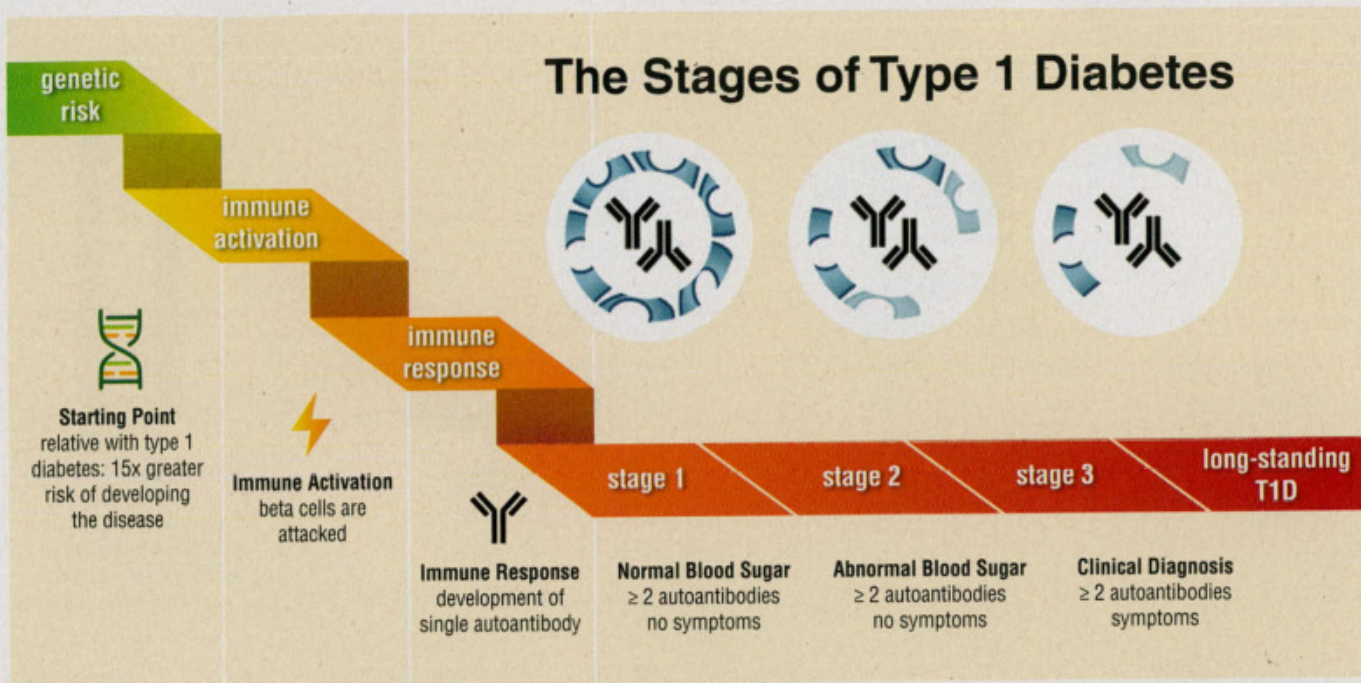 The Stages of Type 1 Diabetes
genetic
risk
immune
activation
immune
response
stage 1
stage 2
stage 3
long-standing
T1D
Starting Point
relative with type 1
diabetes: 15x greater
risk of developing
the disease
Immune Activation
beta cells are
attacked
Immune Response
development of
single autoantibody
Normal Blood Sugar
≥ 2 autoantibodies
no symptoms
Abnormal Blood Sugar
≥ 2 autoantibodies
no symptoms
Clinical Diagnosis
≥ 2 autoantibodies
symptoms